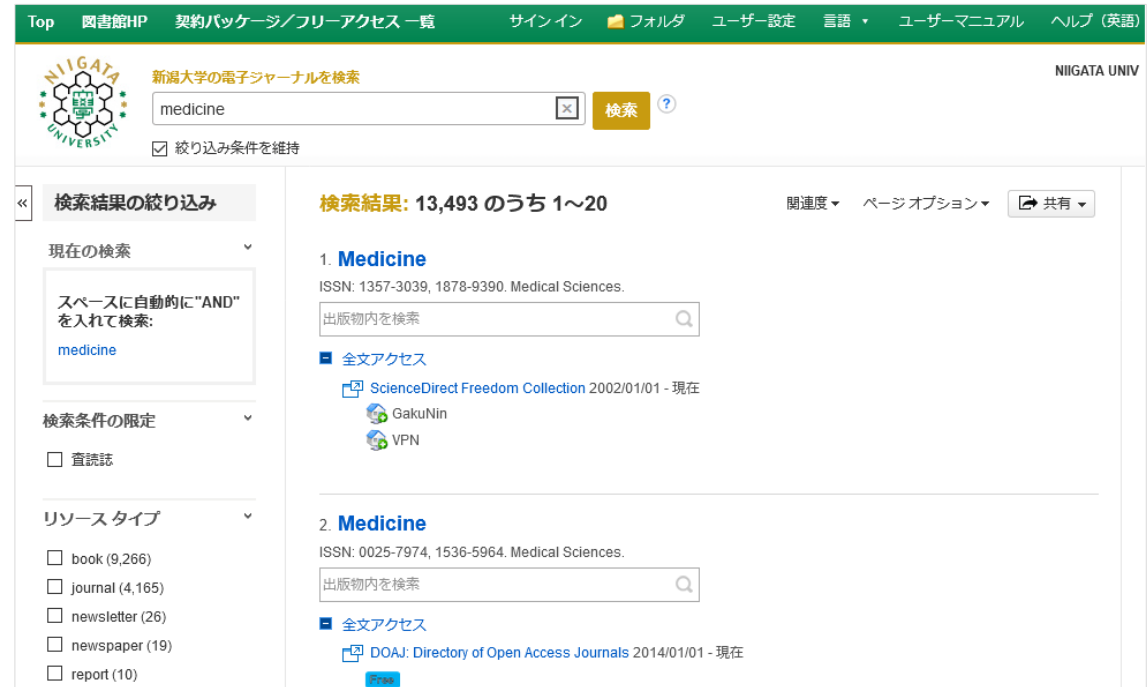 Top 図書館HP 契約パッケージ／フリーアクセス 一覧 サインイン フォルダ ユーザー設定 言語 ▾ ユーザーマニュアル ヘルプ（英語）
NIIGATA UNIVERSITY
新潟大学の電子ジャーナルを検索
NIIGATA UNIV
medicine
検索
?
絞り込み条件を維持
«
検索結果の絞り込み
現在の検索
スペースに自動的に"AND"
を入れて検索:
medicine
検索条件の限定
査読誌
リソース タイプ
book (9,266)
journal (4,165)
newsletter (26)
newspaper (19)
report (10)
検索結果: 13,493 のうち 1～20
関連度▾ ページ オプション▾ 共有 ▾
1. Medicine
ISSN: 1357-3039, 1878-9390. Medical Sciences.
出版物内を検索
全文アクセス
ScienceDirect Freedom Collection 2002/01/01 - 現在
GakuNin
VPN
2. Medicine
ISSN: 0025-7974, 1536-5964. Medical Sciences.
出版物内を検索
全文アクセス
DOAJ: Directory of Open Access Journals 2014/01/01 - 現在
Free